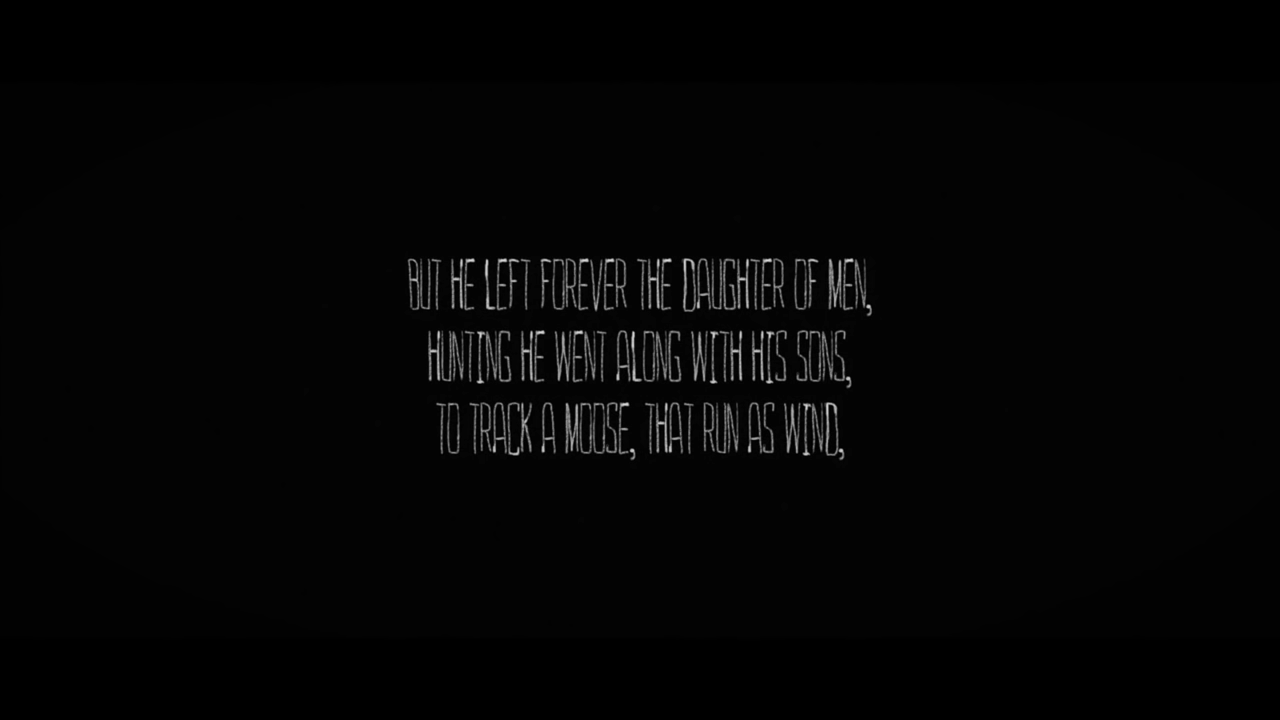 BUT HE LEFT FOREVER THE DAUGHTER OF MEN,
HUNTING HE WENT ALONG WITH HIS SONS,
TO TRACK A MOOSE, THAT RUN AS WIND,